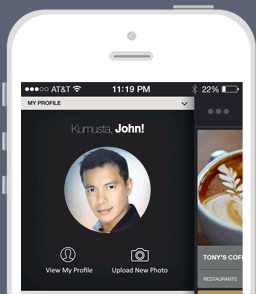 ●●●○○ AT&T 11:19 PM 22%
MY PROFILE
Kumusta, John!
View My Profile Upload New Photo
TONY'S COF
RESTAURANTS